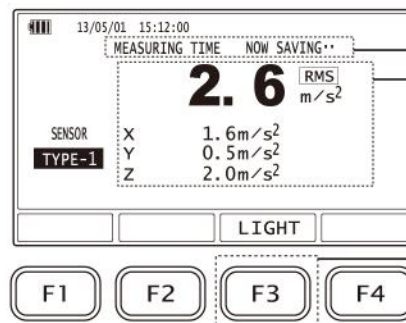 13/05/01 15:12:00
MEASURING TIME NOW SAVING··
2.6 RMS m/s²
SENSOR
TYPE-1
X 1.6m/s²
Y 0.5m/s²
Z 2.0m/s²
LIGHT
F1 F2 F3 F4